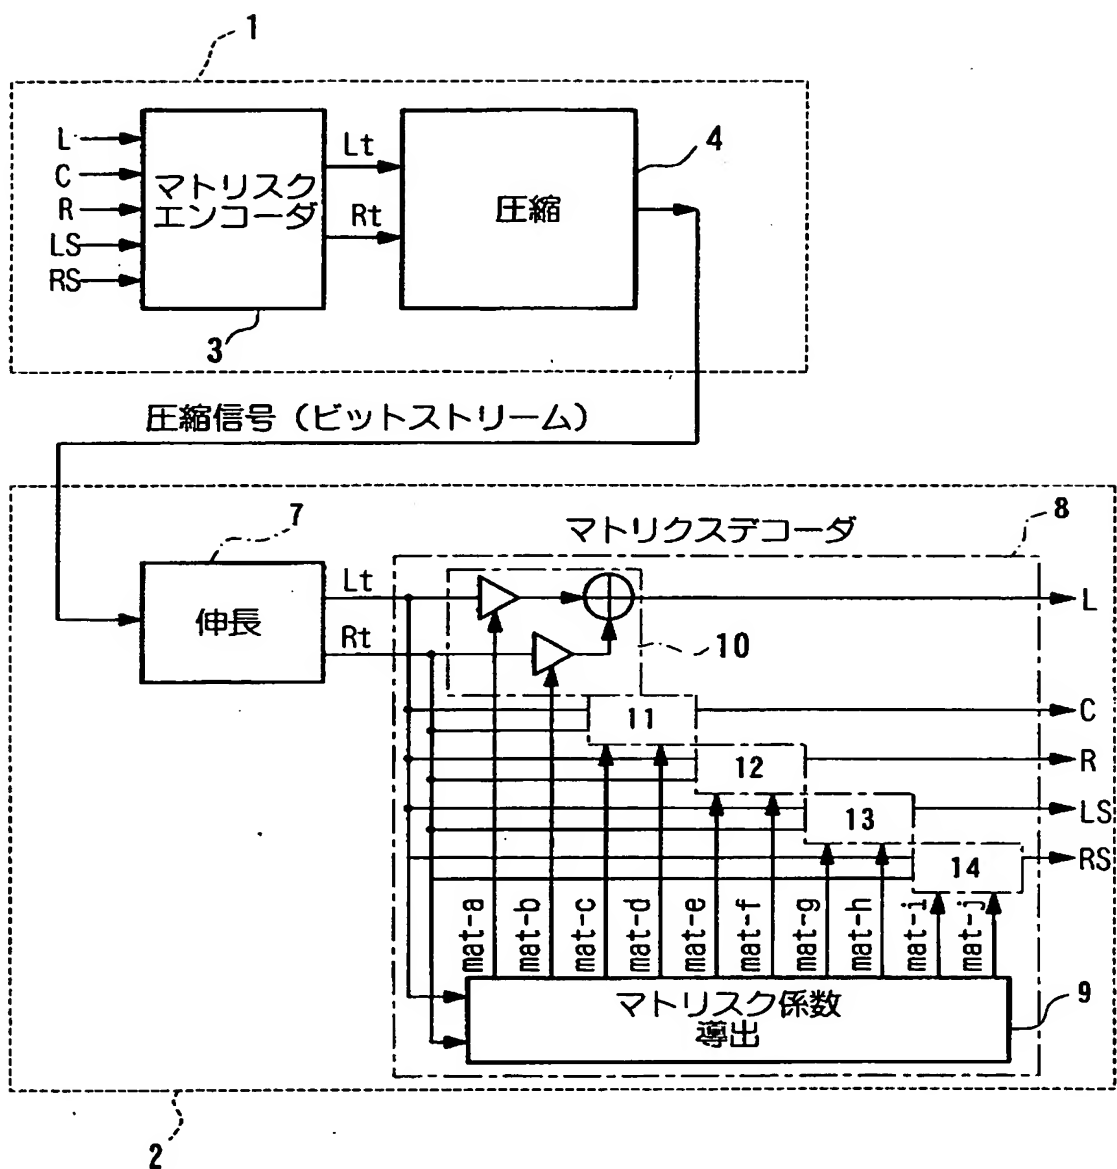 1
L
C
R
LS
RS
マトリスク
エンコーダ
3
Lt
Rt
圧縮
4
圧縮信号（ビットストリーム）
7
伸長
Lt
Rt
マトリクスデコーダ
8
10
L
11
C
12
R
13
LS
14
RS
mat-a
mat-b
mat-c
mat-d
mat-e
mat-f
mat-g
mat-h
mat-i
mat-j
マトリスク係数
導出
9
2